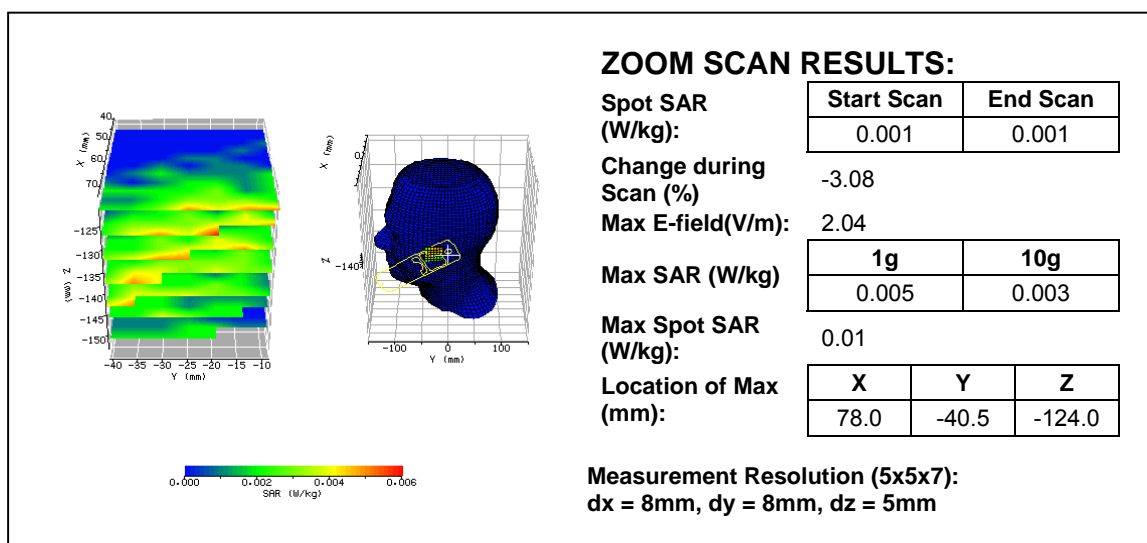 ZOOM SCAN RESULTS:
Spot SAR
(W/kg):
Start Scan End Scan
0.001 0.001
Change during
Scan (%)
-3.08
Max E-field(V/m): 2.04
Max SAR (W/kg)
1g 10g
0.005 0.003
Max Spot SAR
(W/kg):
0.01
Location of Max
(mm):
X Y Z
78.0 -40.5 -124.0
Measurement Resolution (5x5x7):
dx = 8mm, dy = 8mm, dz = 5mm
40
50
60
70
X (mm)
-125
-130
-135
-140
-145
-150
Z (mm)
-40 -35 -30 -25 -20 -15 -10
Y (mm)
X (mm)
0
-140
-100 0 100
Y (mm)
0.000 0.002 0.004 0.006
SAR (W/kg)